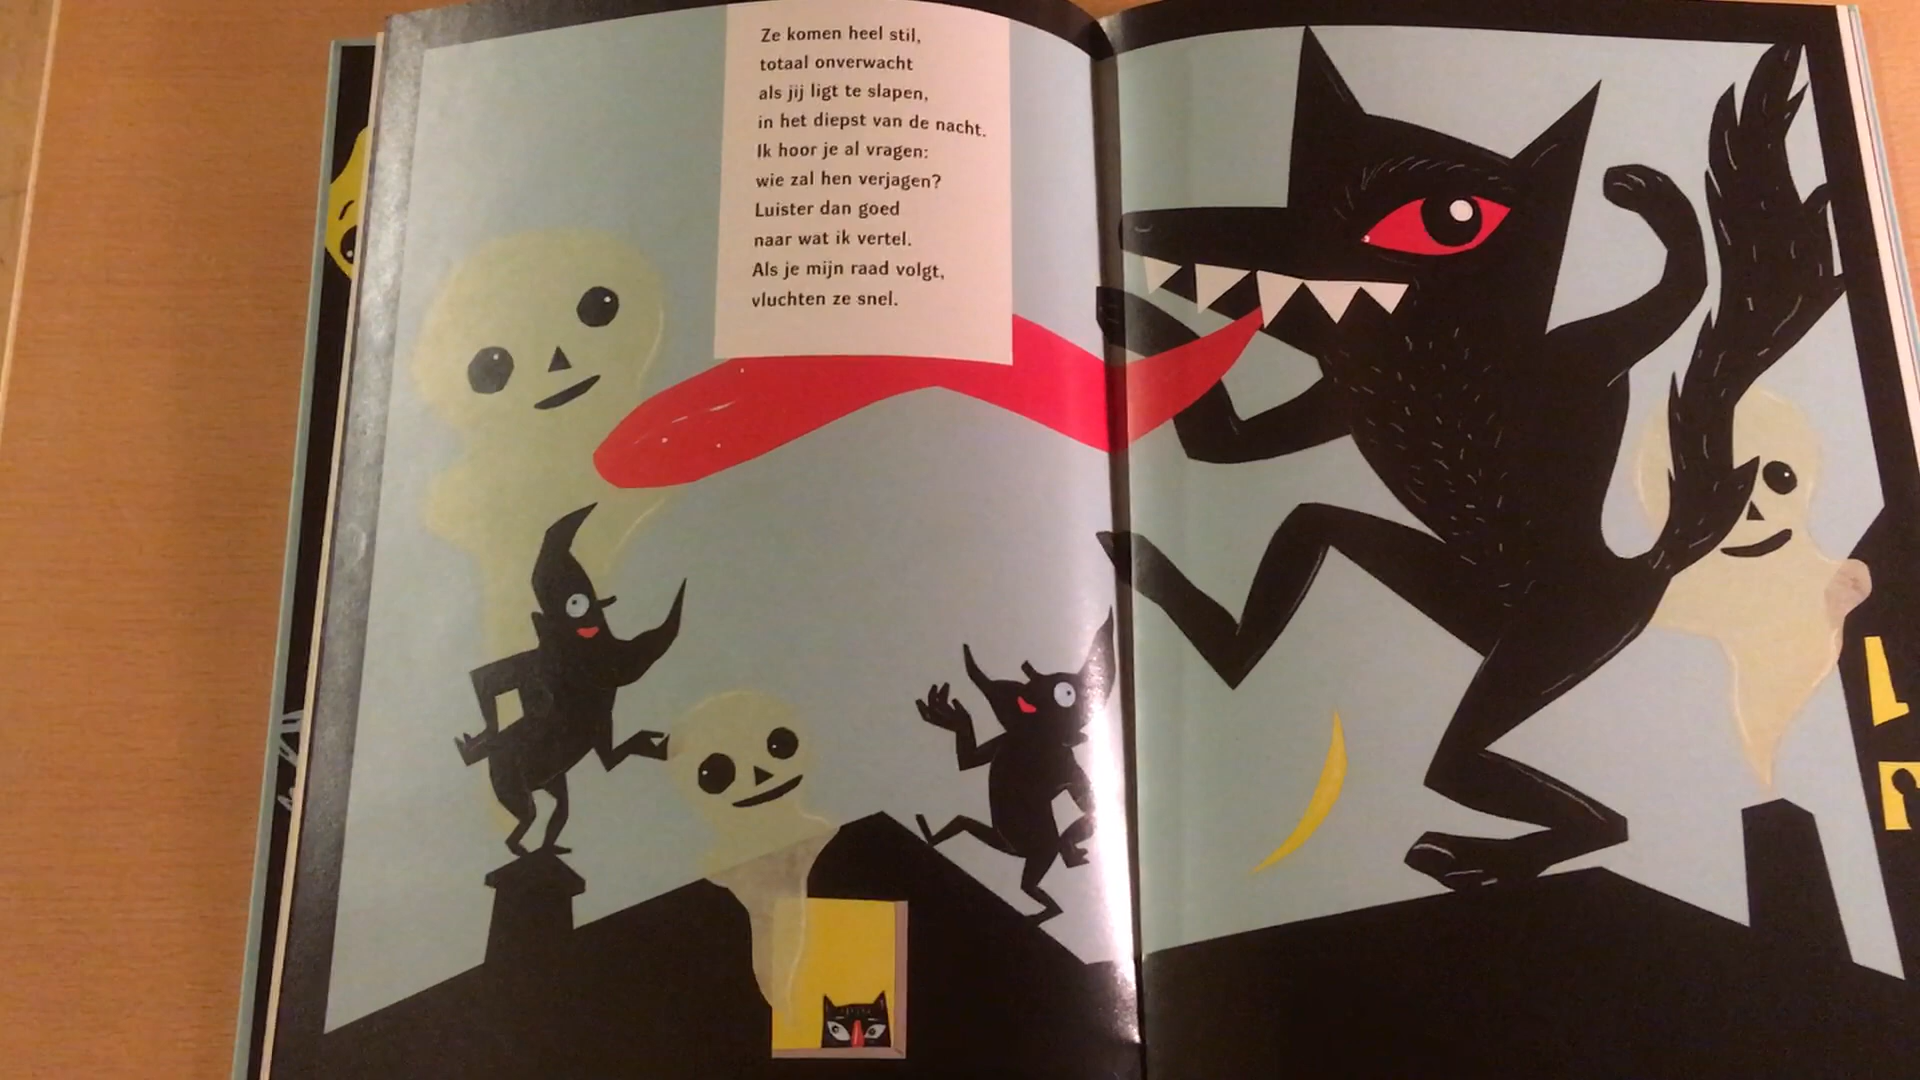 Ze komen heel stil,
totaal onverwacht
als jij ligt te slapen,
in het diepst van de nacht.
Ik hoor je al vragen:
wie zal hen verjagen?
Luister dan goed
naar wat ik vertel.
Als je mijn raad volgt,
vluchten ze snel.